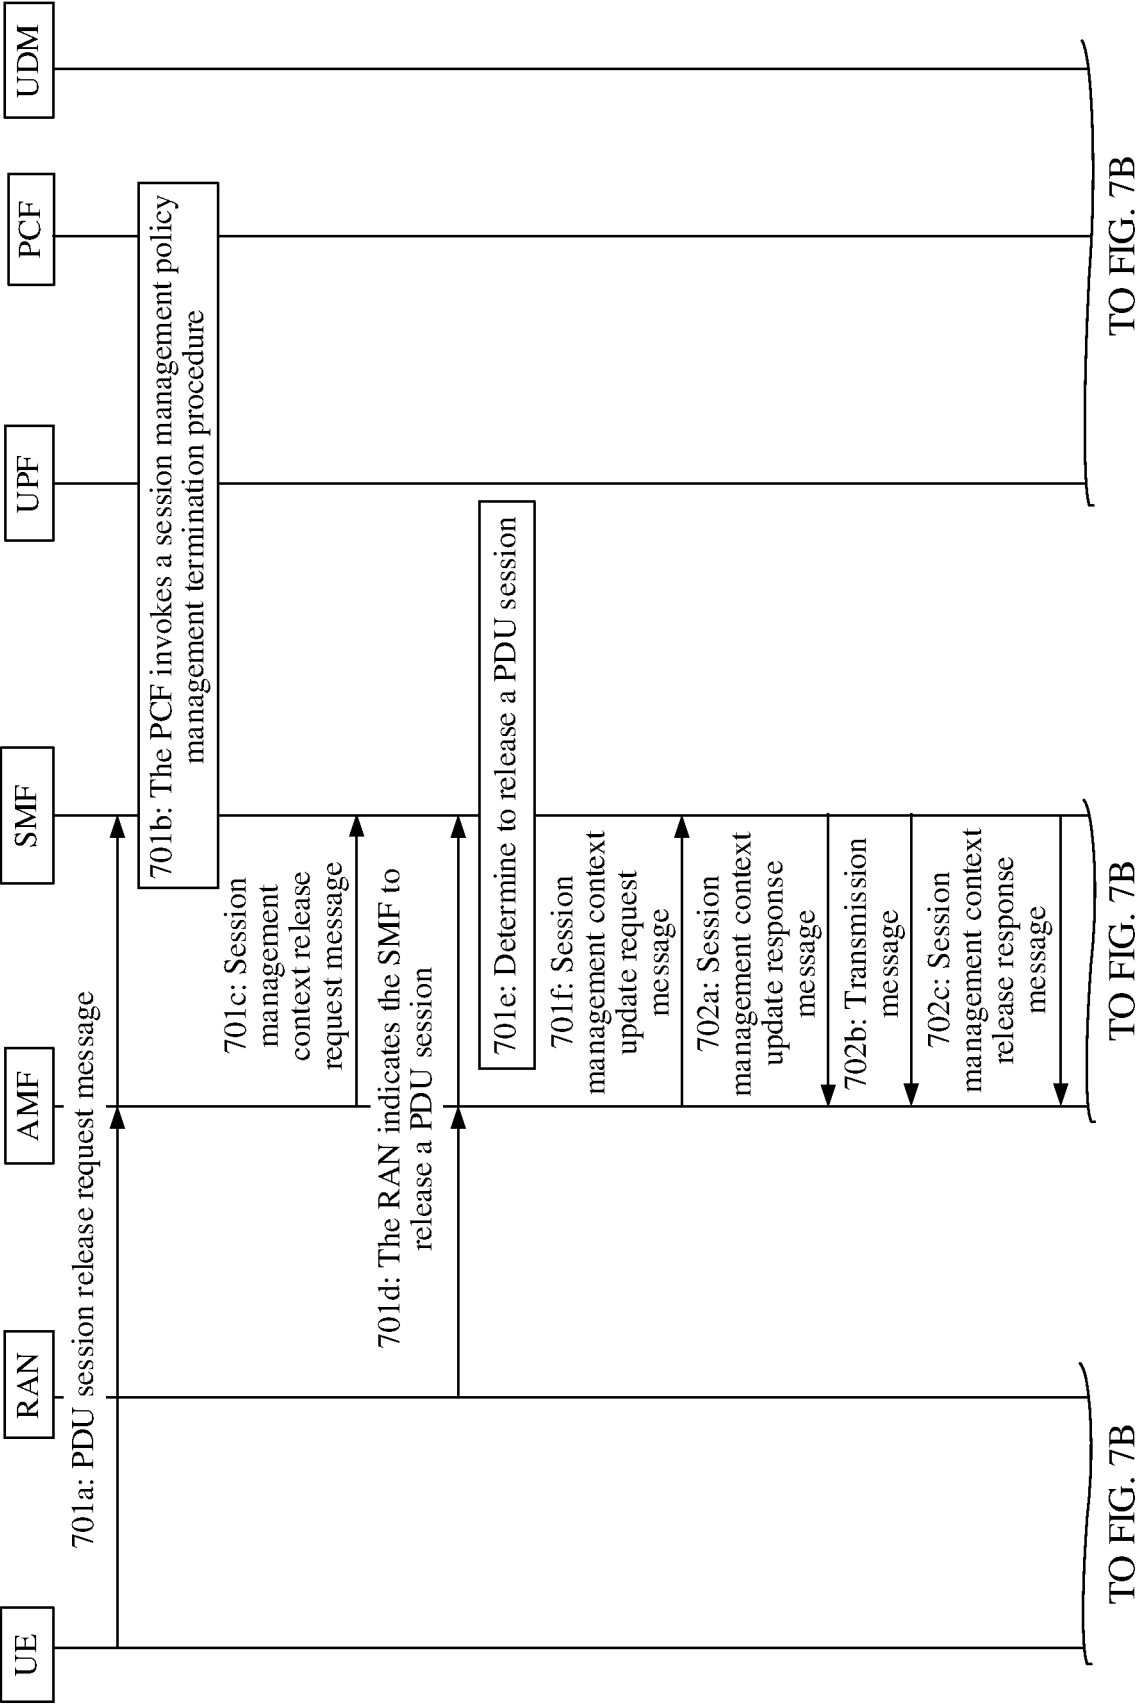 UE
RAN
AMF
SMF
UPF
PCF
UDM
701a: PDU session release request message
701b: The PCF invokes a session management policy
management termination procedure
701c: Session
management
context release
request message
701d: The RAN indicates the SMF to
release a PDU session
701e: Determine to release a PDU session
701f: Session
management context
update request
message
702a: Session
management context
update response
message
702b: Transmission
message
702c: Session
management context
release response
message
TO FIG. 7B
TO FIG. 7B
TO FIG. 7B